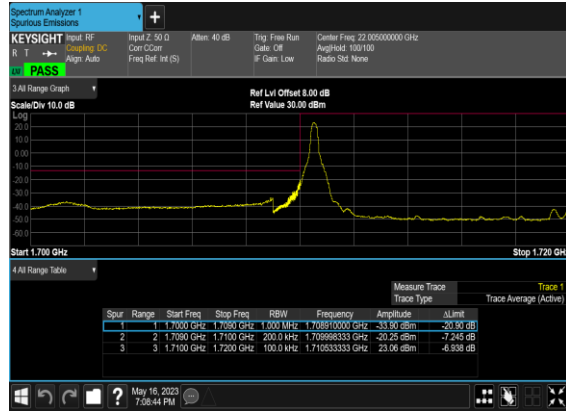 Spectrum Analyzer 1
Spurious Emissions
+
KEYSIGHT Input: RF Input Z: 50 Ω Atten: 40 dB Trig: Free Run Center Freq: 22.005000000 GHz
R T Coupling: DC Corr CCorr Gate: Off Avg|Hold: 100/100
Align: Auto Freq Ref: Int (S) IF Gain: Low Radio Std: None
PASS
3 All Range Graph
Ref Lvl Offset 8.00 dB
Scale/Div 10.0 dB Ref Value 30.00 dBm
Log
20.0
10.0
0.00
-10.0
-20.0
-30.0
-40.0
-50.0
-60.0
Start 1.700 GHz Stop 1.720 GH
4 All Range Table
Measure Trace Trace 1
Trace Type Trace Average (Active)
Spur Range Start Freq Stop Freq RBW Frequency Amplitude ΔLimit
1 1 1.7000 GHz 1.7090 GHz 1.000 MHz 1.708910000 GHz -33.90 dBm -20.90 dB
2 2 1.7090 GHz 1.7100 GHz 200.0 kHz 1.709998333 GHz -20.25 dBm -7.245 dB
3 3 1.7100 GHz 1.7200 GHz 100.0 kHz 1.710533333 GHz 23.06 dBm -6.938 dB
? May 16, 2023
7:08:44 PM